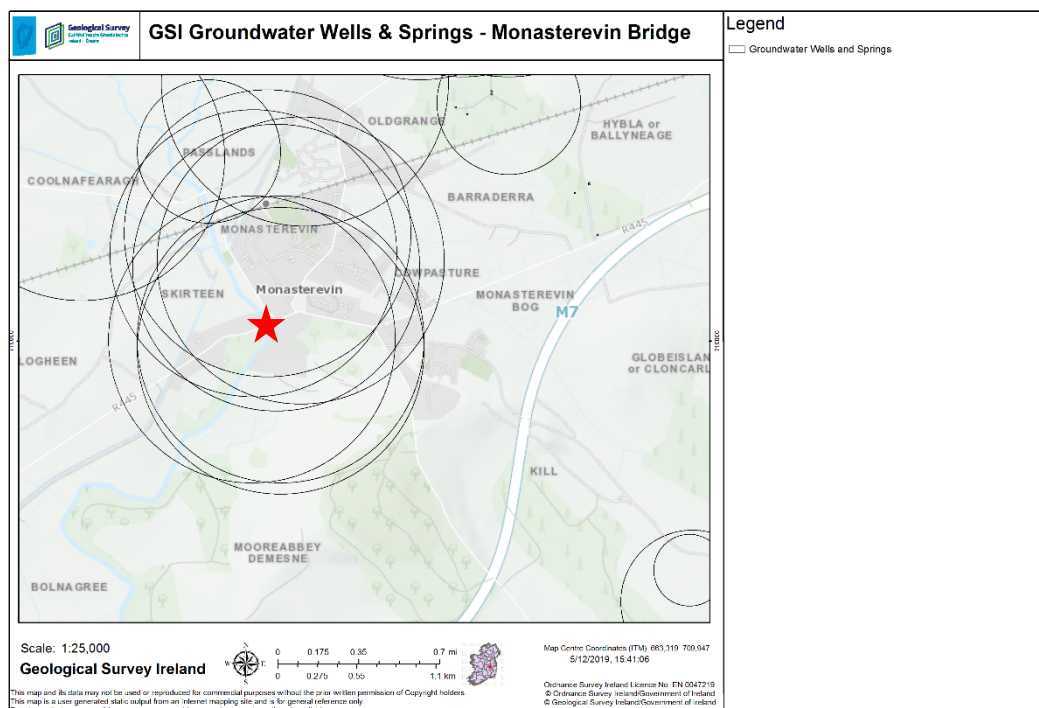 Geological Survey
Ireland
GSI Groundwater Wells & Springs - Monasterevin Bridge
Legend
Groundwater Wells and Springs
OLDGRANGE
HYBLA or
BALLYNEAGE
PASSLANDS
COOLNAFEARAGH
BARRADERRA
MONASTEREVIN
R445
COWPASTURE
SKIRTEEN
Monasterevin
MONASTEREVIN
BOG
M7
710000
710000
LOGHEEN
GLOBEISLAN
or CLONCARL
R445
KILL
MOOREABBEY
DEMESNE
BOLNAGREE
Scale: 1:25,000
Geological Survey Ireland
N
W
E
S
0 0.175 0.35 0.7 mi
0 0.275 0.55 1.1 km
Map Centre Coordinates (ITM) 663,319 709,947
5/12/2019, 15:41:06
Ordnance Survey Ireland Licence No. EN 0047219
© Ordnance Survey Ireland/Government of Ireland
© Geological Survey Ireland/Government of Ireland
This map and its data may not be used or reproduced for commercial purposes without the prior written permission of Copyright holders.
This map is a user generated static output from an Internet mapping site and is for general reference only.